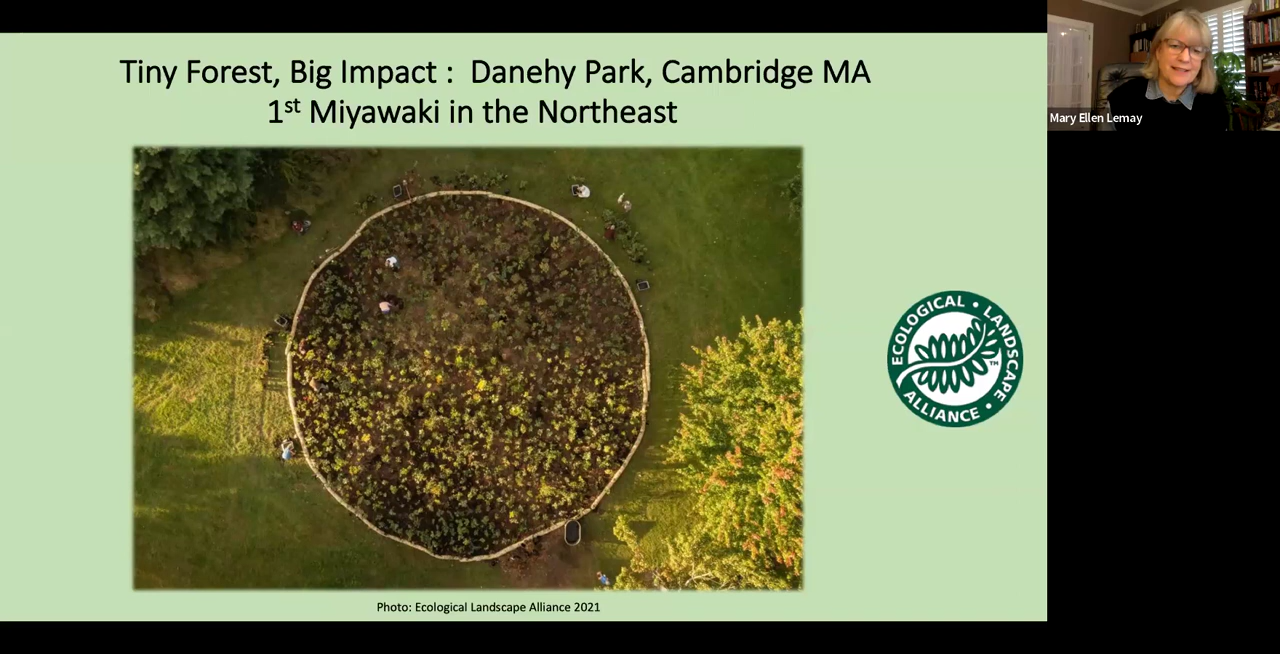 Tiny Forest, Big Impact : Danehy Park, Cambridge MA
1st Miyawaki in the Northeast
Mary Ellen Lemay
ECOLOGICAL • LANDSCAPE • ALLIANCE
TM
Photo: Ecological Landscape Alliance 2021